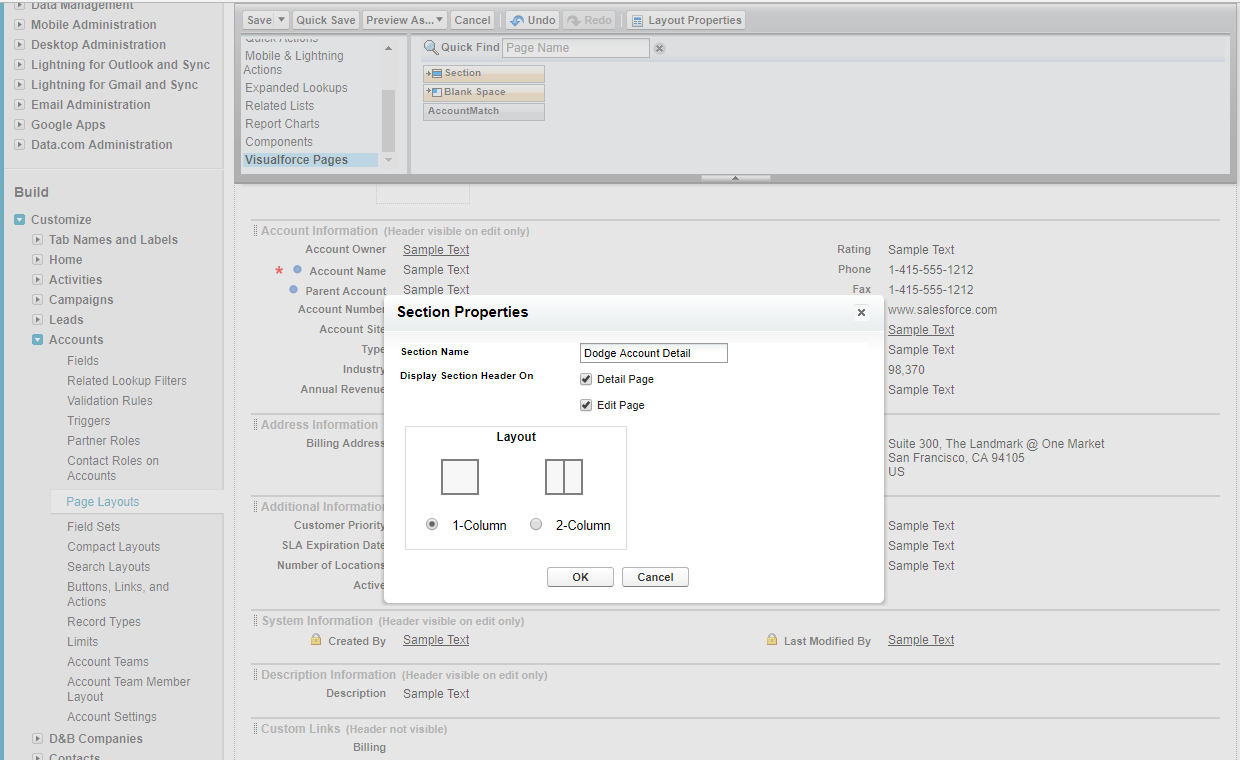 Data Management
Mobile Administration
Desktop Administration
Lightning for Outlook and Sync
Lightning for Gmail and Sync
Email Administration
Google Apps
Data.com Administration
Build
Customize
Tab Names and Labels
Home
Activities
Campaigns
Leads
Accounts
Fields
Related Lookup Filters
Validation Rules
Triggers
Partner Roles
Contact Roles on
Accounts
Page Layouts
Field Sets
Compact Layouts
Search Layouts
Buttons, Links, and
Actions
Record Types
Limits
Account Teams
Account Team Member
Layout
Account Settings
D&B Companies
Contacts
Save Quick Save Preview As... Cancel Undo Redo Layout Properties
Quick Actions
Mobile & Lightning
Actions
Expanded Lookups
Related Lists
Report Charts
Components
Visualforce Pages
Quick Find Page Name
Section
Blank Space
AccountMatch
Account Information (Header visible on edit only)
Account Owner Sample Text Rating Sample Text
* Account Name Sample Text Phone 1-415-555-1212
Parent Account Sample Text Fax 1-415-555-1212
Account Number www.salesforce.com
Account Site Sample Text
Type Sample Text
Industry 98,370
Annual Revenue Sample Text
Address Information
Billing Address Suite 300, The Landmark @ One Market
San Francisco, CA 94105
US
Additional Information
Customer Priority Sample Text
SLA Expiration Date Sample Text
Number of Locations Sample Text
Active
System Information (Header visible on edit only)
Created By Sample Text Last Modified By Sample Text
Description Information (Header visible on edit only)
Description Sample Text
Custom Links (Header not visible)
Billing
Section Properties
Section Name Dodge Account Detail
Display Section Header On Detail Page
Edit Page
Layout
1-Column 2-Column
OK Cancel